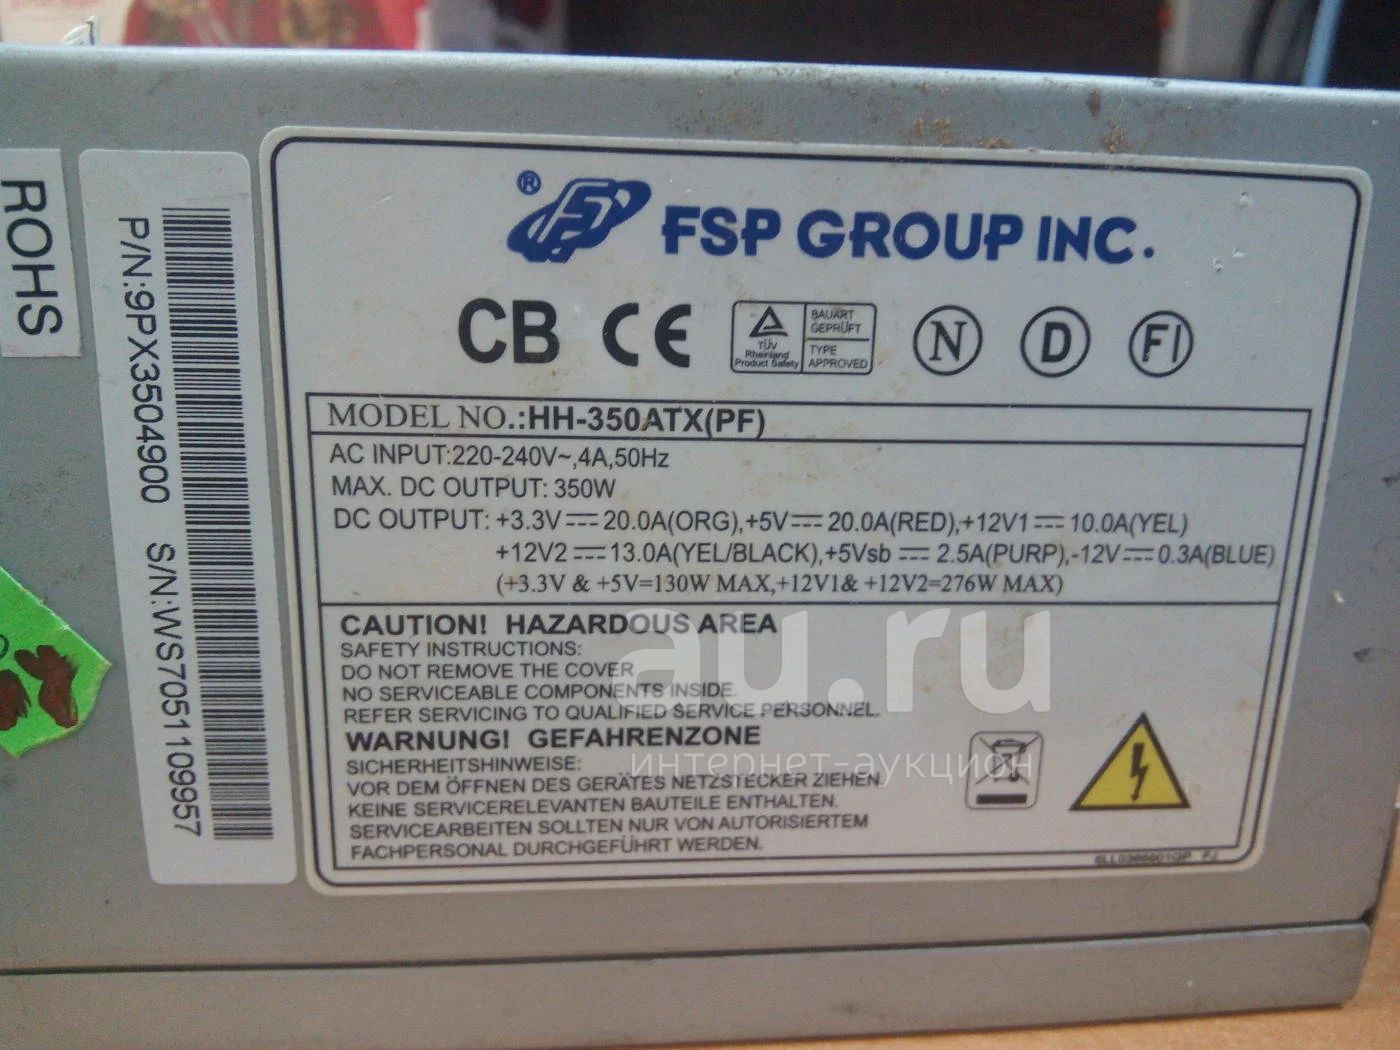 ROHS
P/N:9PX3504900 S/N:WS7051109957
® FSP GROUP INC.
CB CE
TÜV
Rheinland
Product Safety
BAUART
GEPRÜFT
TYPE
APPROVED
N D FI
MODEL NO.:HH-350ATX(PF)
AC INPUT:220-240V~,4A,50Hz
MAX. DC OUTPUT: 350W
DC OUTPUT: +3.3V⎓20.0A(ORG),+5V⎓20.0A(RED),+12V1⎓10.0A(YEL)
+12V2⎓13.0A(YEL/BLACK),+5Vsb⎓2.5A(PURP),-12V⎓0.3A(BLUE)
(+3.3V & +5V=130W MAX,+12V1& +12V2=276W MAX)
CAUTION! HAZARDOUS AREA
SAFETY INSTRUCTIONS:
DO NOT REMOVE THE COVER
NO SERVICEABLE COMPONENTS INSIDE.
REFER SERVICING TO QUALIFIED SERVICE PERSONNEL.
WARNUNG! GEFAHRENZONE
SICHERHEITSHINWEISE:
VOR DEM ÖFFNEN DES GERÄTES NETZSTECKER ZIEHEN.
KEINE SERVICERELEVANTEN BAUTEILE ENTHALTEN.
SERVICEARBEITEN SOLLTEN NUR VON AUTORISIERTEM
FACHPERSONAL DURCHGEFÜHRT WERDEN.
au.ru
интернет-аукцион